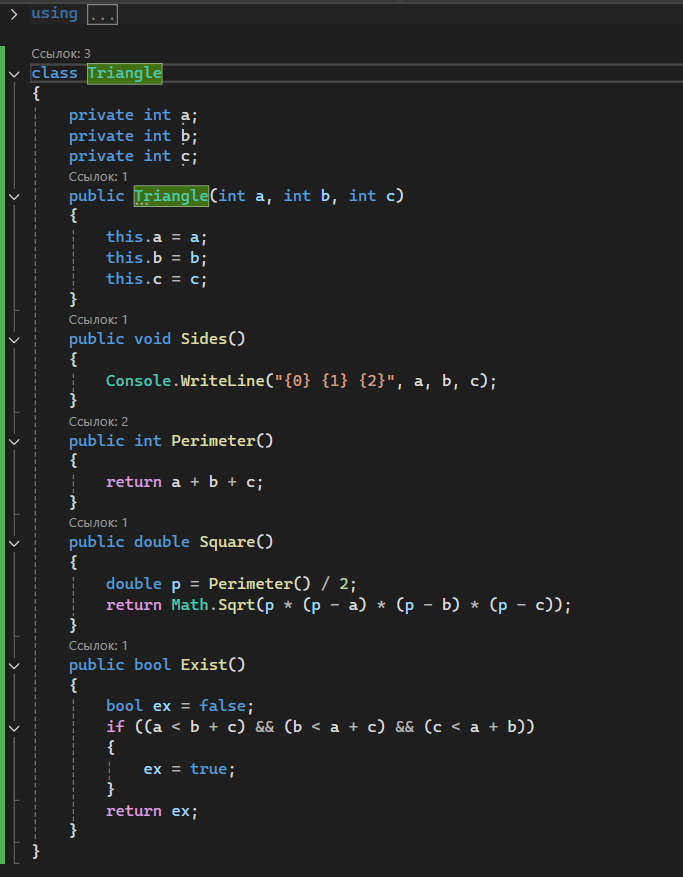 using ...
Ссылок: 3
class Triangle
{
private int a;
private int b;
private int c;
Ссылок: 1
public Triangle(int a, int b, int c)
{
this.a = a;
this.b = b;
this.c = c;
}
Ссылок: 1
public void Sides()
{
Console.WriteLine("{0} {1} {2}", a, b, c);
}
Ссылок: 2
public int Perimeter()
{
return a + b + c;
}
Ссылок: 1
public double Square()
{
double p = Perimeter() / 2;
return Math.Sqrt(p * (p - a) * (p - b) * (p - c));
}
Ссылок: 1
public bool Exist()
{
bool ex = false;
if ((a < b + c) && (b < a + c) && (c < a + b))
{
ex = true;
}
return ex;
}
}